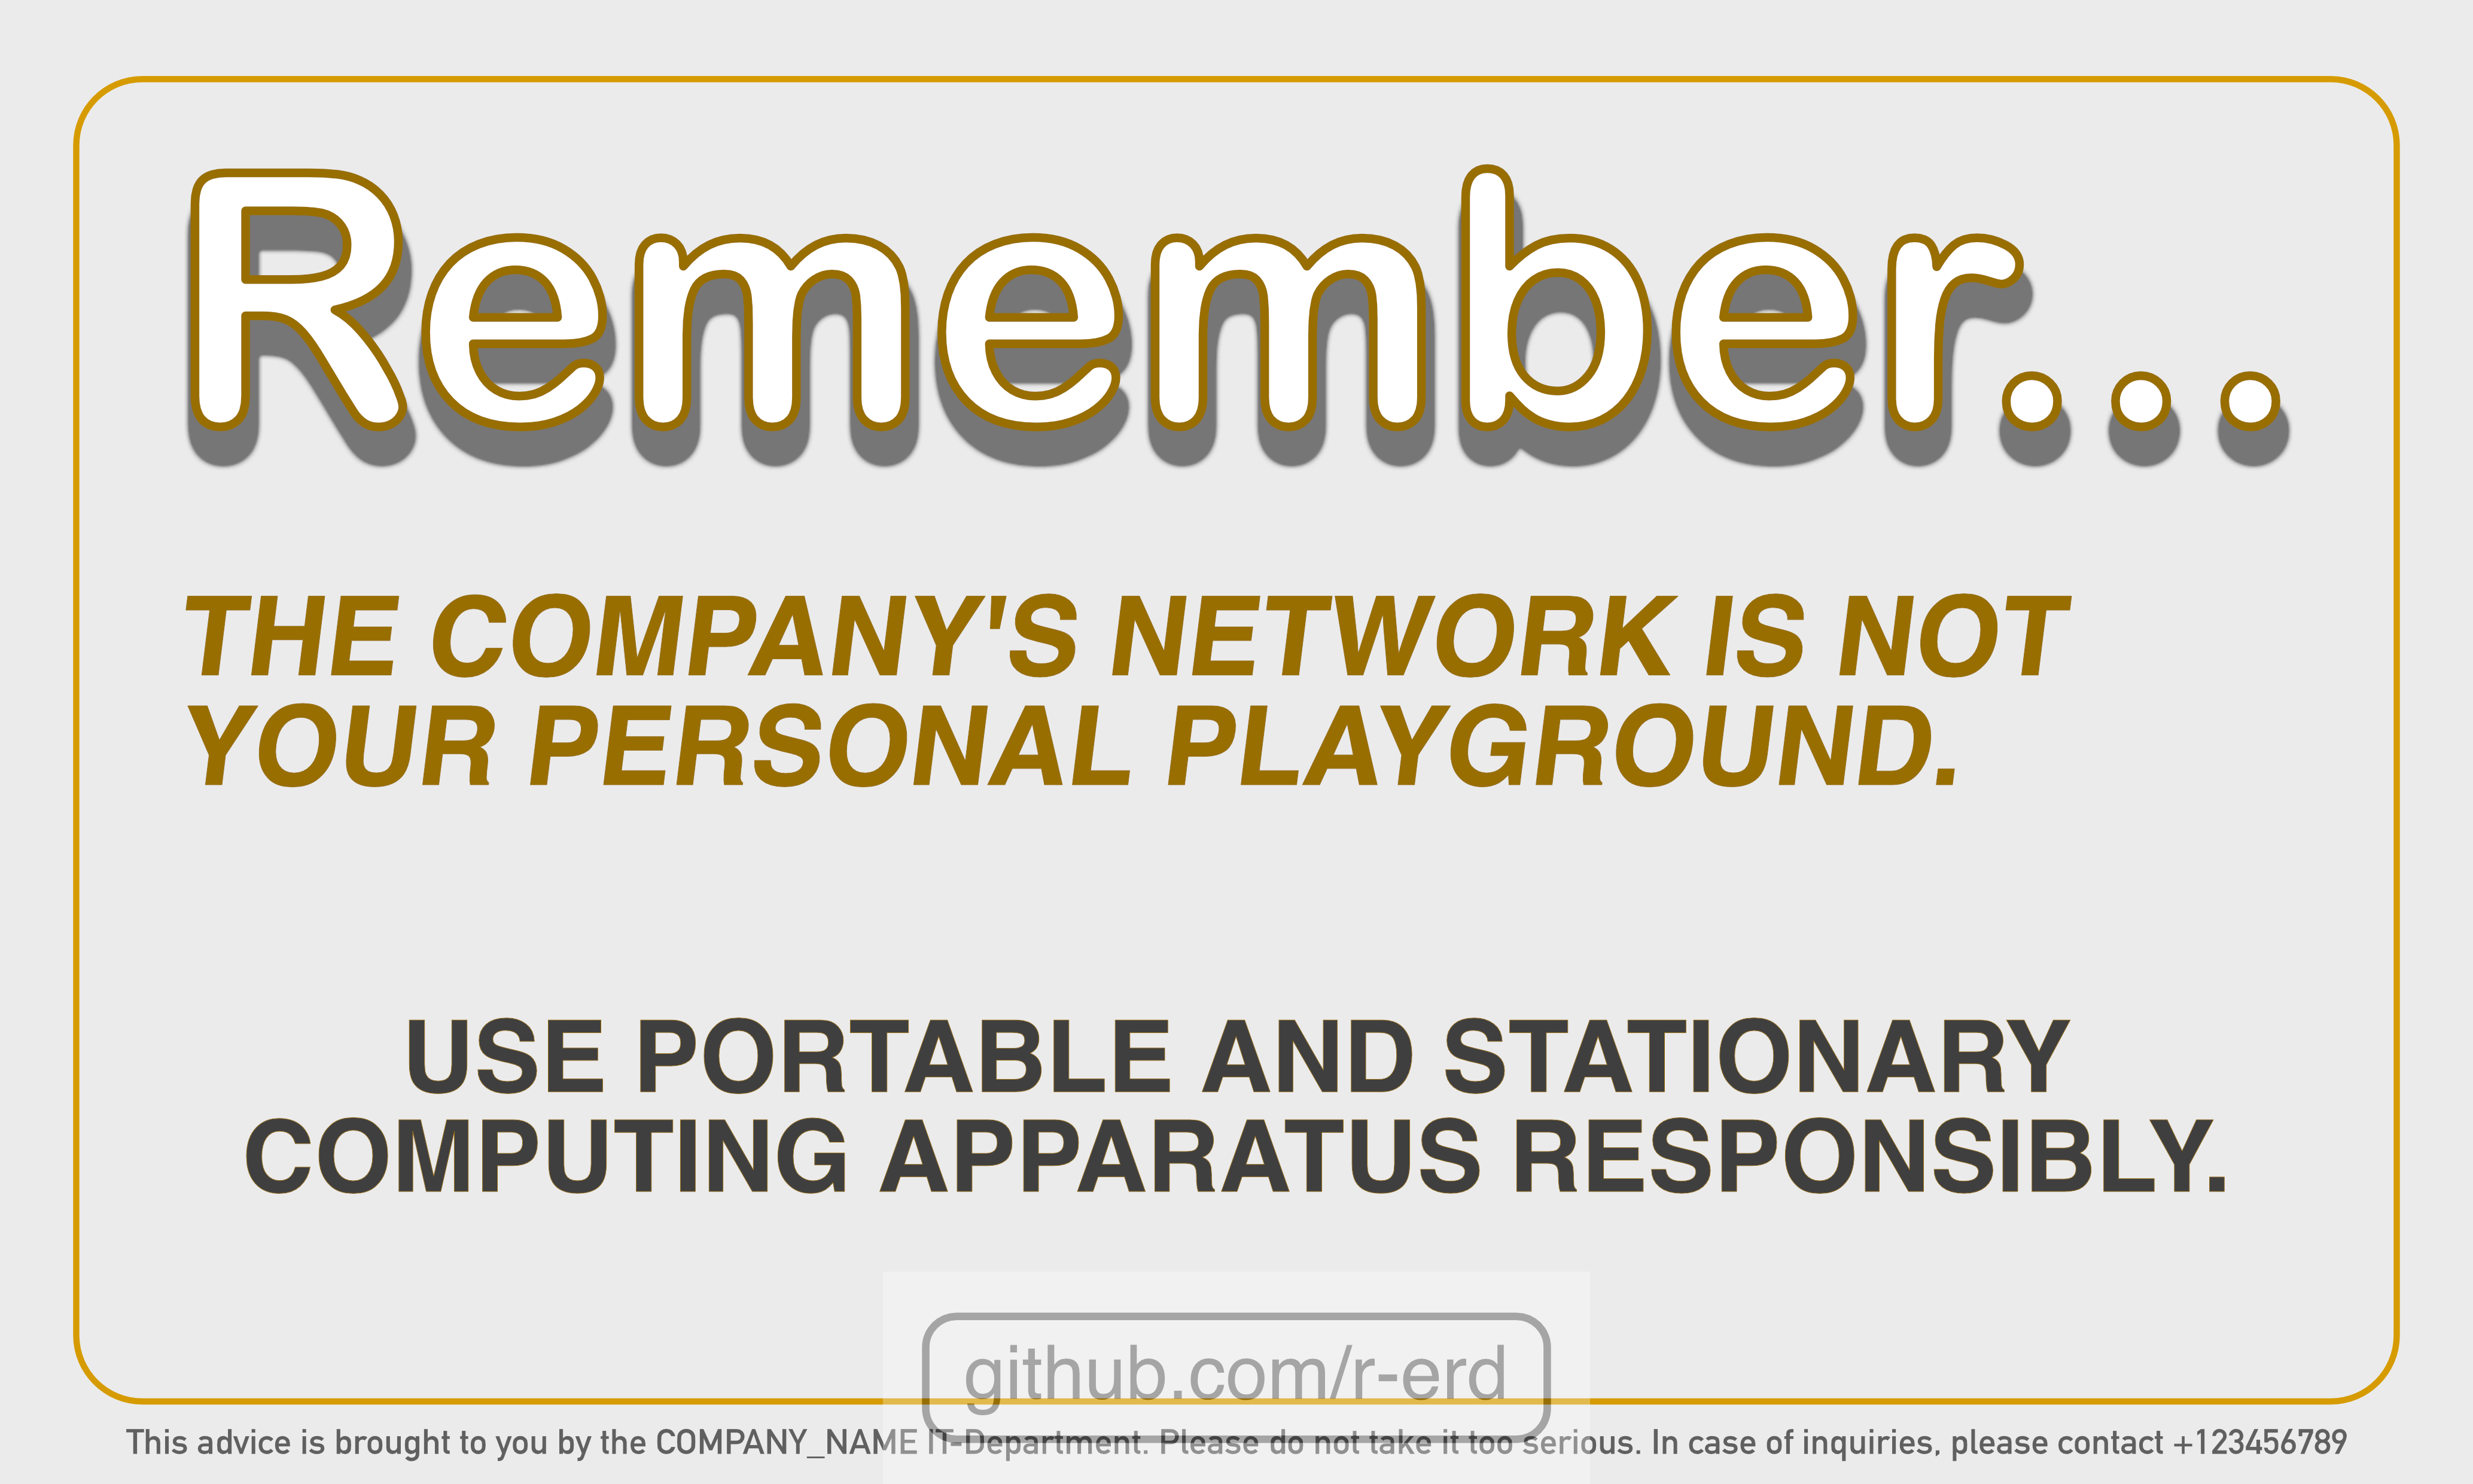 Remember...
THE COMPANY'S NETWORK IS NOT
YOUR PERSONAL PLAYGROUND.
USE PORTABLE AND STATIONARY
COMPUTING APPARATUS RESPONSIBLY.
github.com/r-erd
This advice is brought to you by the COMPANY_NAME IT-Department. Please do not take it too serious. In case of inquiries, please contact +123456789